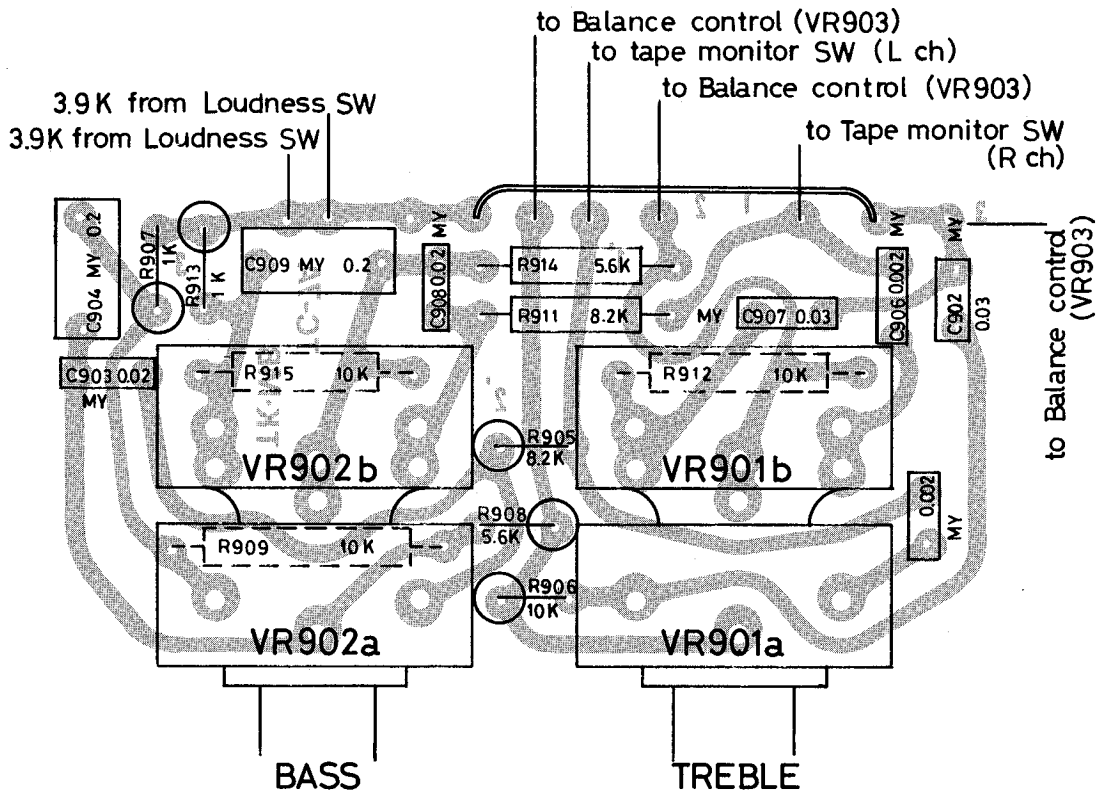 to Balance control (VR903)
to tape monitor SW (L ch)
to Balance control (VR903)
3.9K from Loudness SW
3.9K from Loudness SW
to Tape monitor SW
(R ch)
to Balance control
(VR903)
C904 MY 0.2
R907
1K
R913
1K
C909 MY 0.2
MY
C908 0.02
R914 5.6K
R911 8.2K
MY
C907 0.03
MY
C906 0.002
MY
C902
0.03
C903 0.02
MY
R915 10K
VR902b
R912 10K
VR901b
R905
8.2K
R908
5.6K
R906
10K
0.002
MY
R909 10K
VR902a
VR901a
BASS
TREBLE